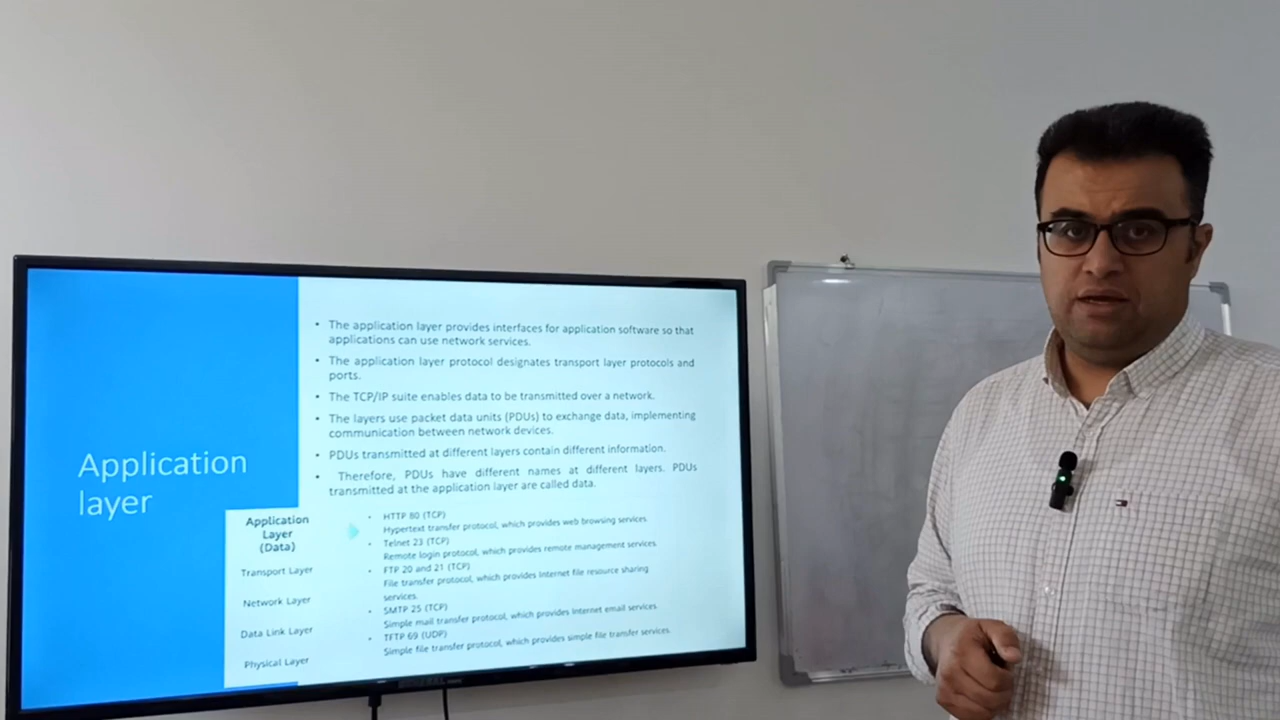 Application
layer
• The application layer provides interfaces for application software so that
applications can use network services.
• The application layer protocol designates transport layer protocols and
ports.
• The TCP/IP suite enables data to be transmitted over a network.
• The layers use packet data units (PDUs) to exchange data, implementing
communication between network devices.
• PDUs transmitted at different layers contain different information.
• Therefore, PDUs have different names at different layers. PDUs
transmitted at the application layer are called data.
Application
Layer
(Data)
Transport Layer
Network Layer
Data Link Layer
Physical Layer
• HTTP 80 (TCP)
Hypertext transfer protocol, which provides web browsing services.
• Telnet 23 (TCP)
Remote login protocol, which provides remote management services.
• FTP 20 and 21 (TCP)
File transfer protocol, which provides Internet file resource sharing
services.
• SMTP 25 (TCP)
Simple mail transfer protocol, which provides Internet email services.
• TFTP 69 (UDP)
Simple file transfer protocol, which provides simple file transfer services.